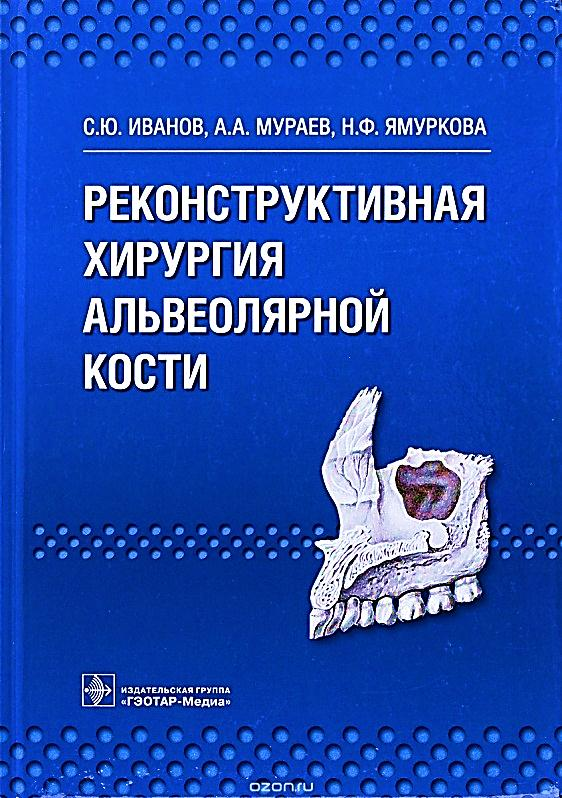 С.Ю. ИВАНОВ, А.А. МУРАЕВ, Н.Ф. ЯМУРКОВА
РЕКОНСТРУКТИВНАЯ
ХИРУРГИЯ
АЛЬВЕОЛЯРНОЙ
КОСТИ
ИЗДАТЕЛЬСКАЯ ГРУППА
«ГЭОТАР-Медиа»
ozon.ru